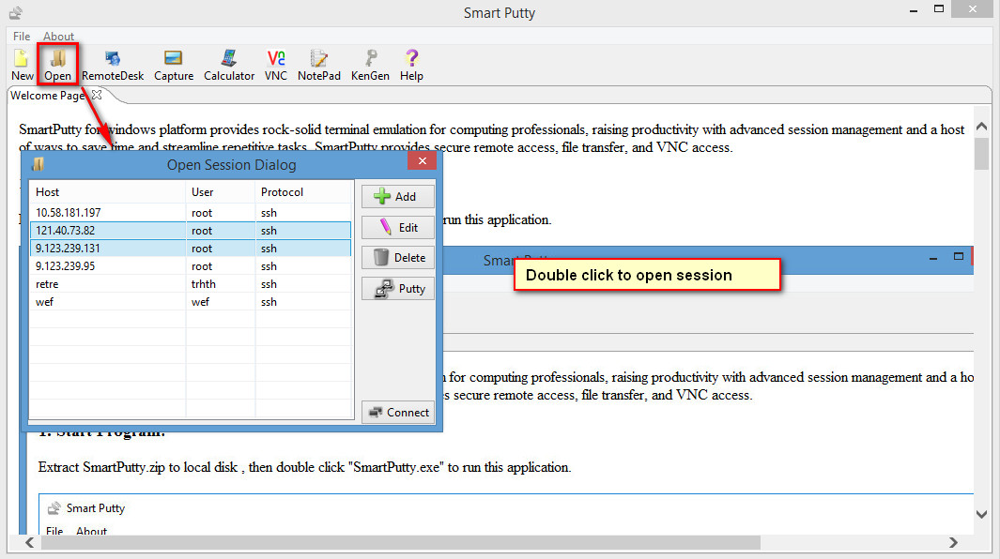 Smart Putty
File About
New Open RemoteDesk Capture Calculator VNC NotePad KenGen Help
Welcome Page
SmartPutty for windows platform provides rock-solid terminal emulation for computing professionals, raising productivity with advanced session management and a host
of ways to save time and streamline repetitive tasks. SmartPutty provides secure remote access, file transfer, and VNC access.
Open Session Dialog
Host User Protocol
10.58.181.197 root ssh
121.40.73.82 root ssh
9.123.239.131 root ssh
9.123.239.95 root ssh
retre trhth ssh
wef wef ssh
Add
Edit
Delete
Putty
Connect
run this application.
Smart Pu
Double click to open session
for computing professionals, raising productivity with advanced session management and a ho
secure remote access, file transfer, and VNC access.
1. Start Program:
Extract SmartPutty.zip to local disk , then double click "SmartPutty.exe" to run this application.
Smart Putty
File About